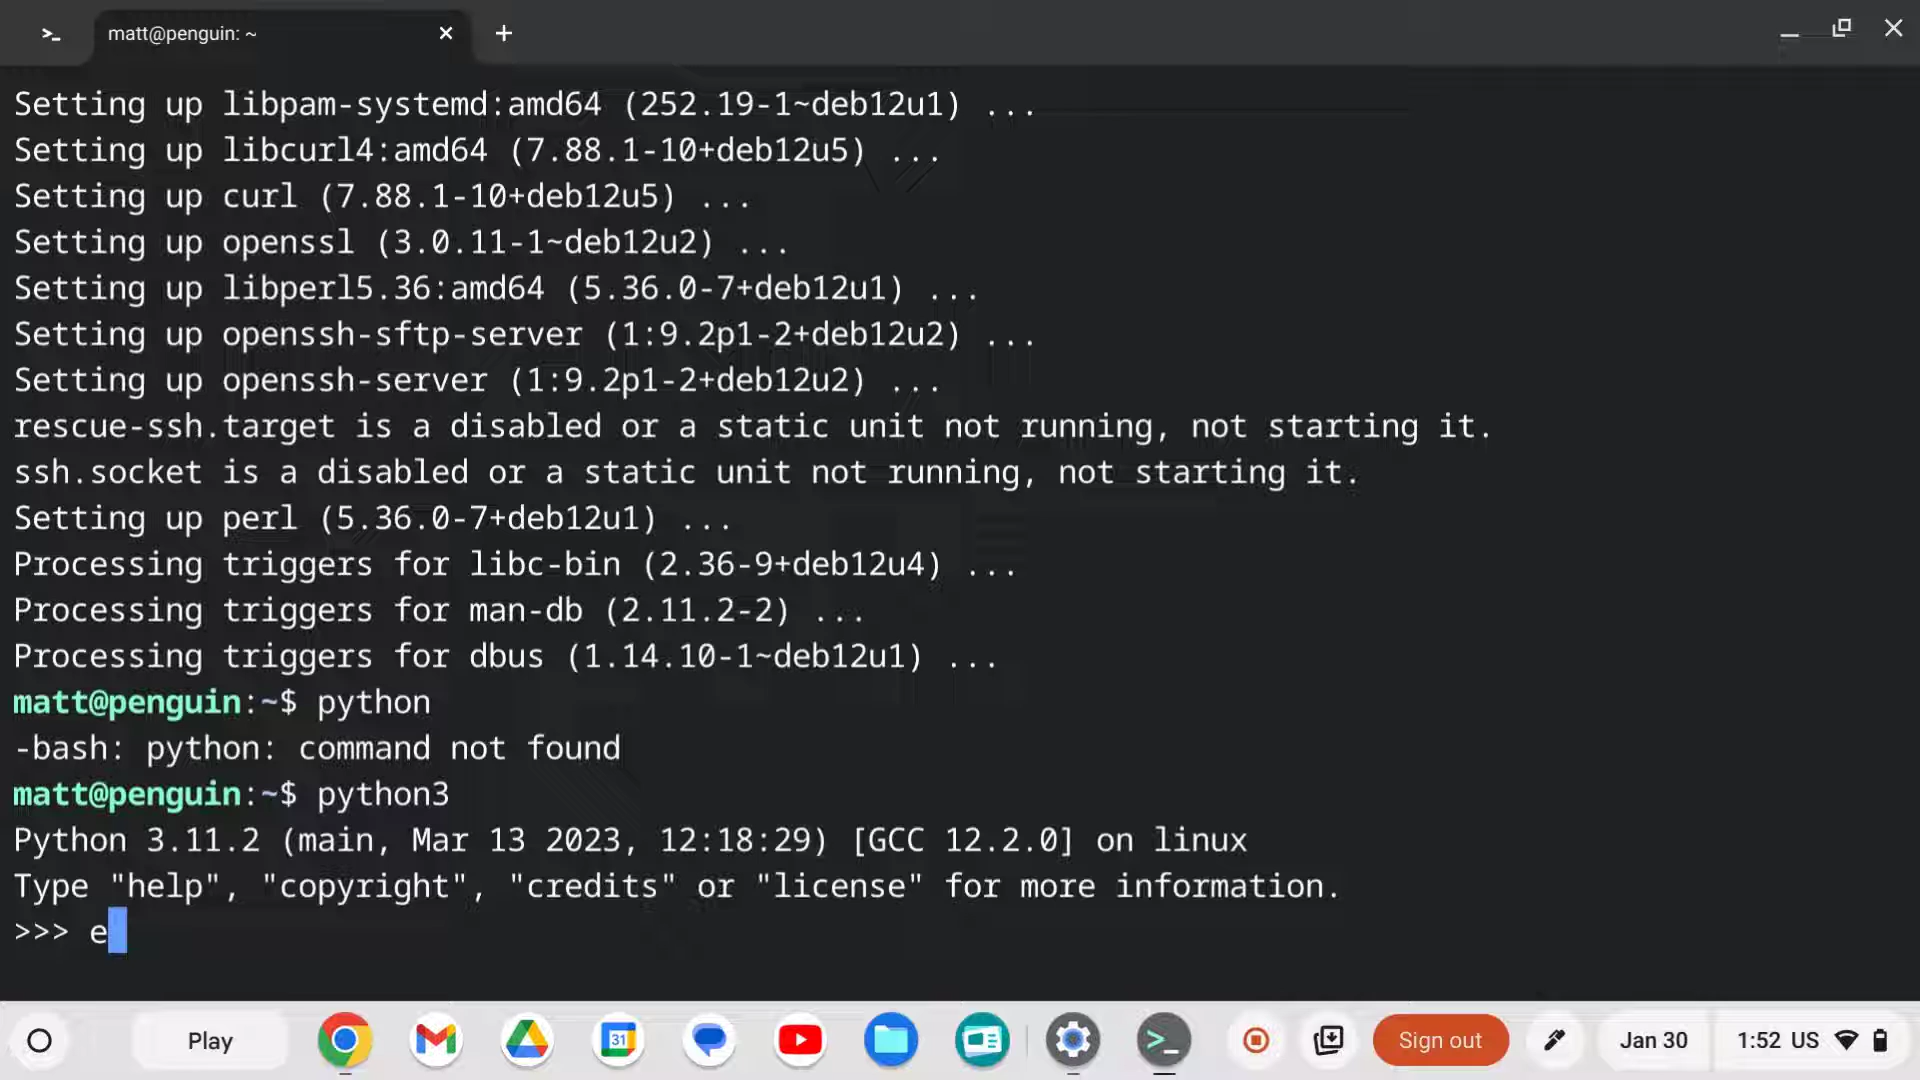 >_ matt@penguin: ~
Setting up libpam-systemd:amd64 (252.19-1~deb12u1) ...
Setting up libcurl4:amd64 (7.88.1-10+deb12u5) ...
Setting up curl (7.88.1-10+deb12u5) ...
Setting up openssl (3.0.11-1~deb12u2) ...
Setting up libperl5.36:amd64 (5.36.0-7+deb12u1) ...
Setting up openssh-sftp-server (1:9.2p1-2+deb12u2) ...
Setting up openssh-server (1:9.2p1-2+deb12u2) ...
rescue-ssh.target is a disabled or a static unit not running, not starting it.
ssh.socket is a disabled or a static unit not running, not starting it.
Setting up perl (5.36.0-7+deb12u1) ...
Processing triggers for libc-bin (2.36-9+deb12u4) ...
Processing triggers for man-db (2.11.2-2) ...
Processing triggers for dbus (1.14.10-1~deb12u1) ...
matt@penguin:~$ python
-bash: python: command not found
matt@penguin:~$ python3
Python 3.11.2 (main, Mar 13 2023, 12:18:29) [GCC 12.2.0] on linux
Type "help", "copyright", "credits" or "license" for more information.
>>> e
Play 31 >_ Sign out Jan 30 1:52 US